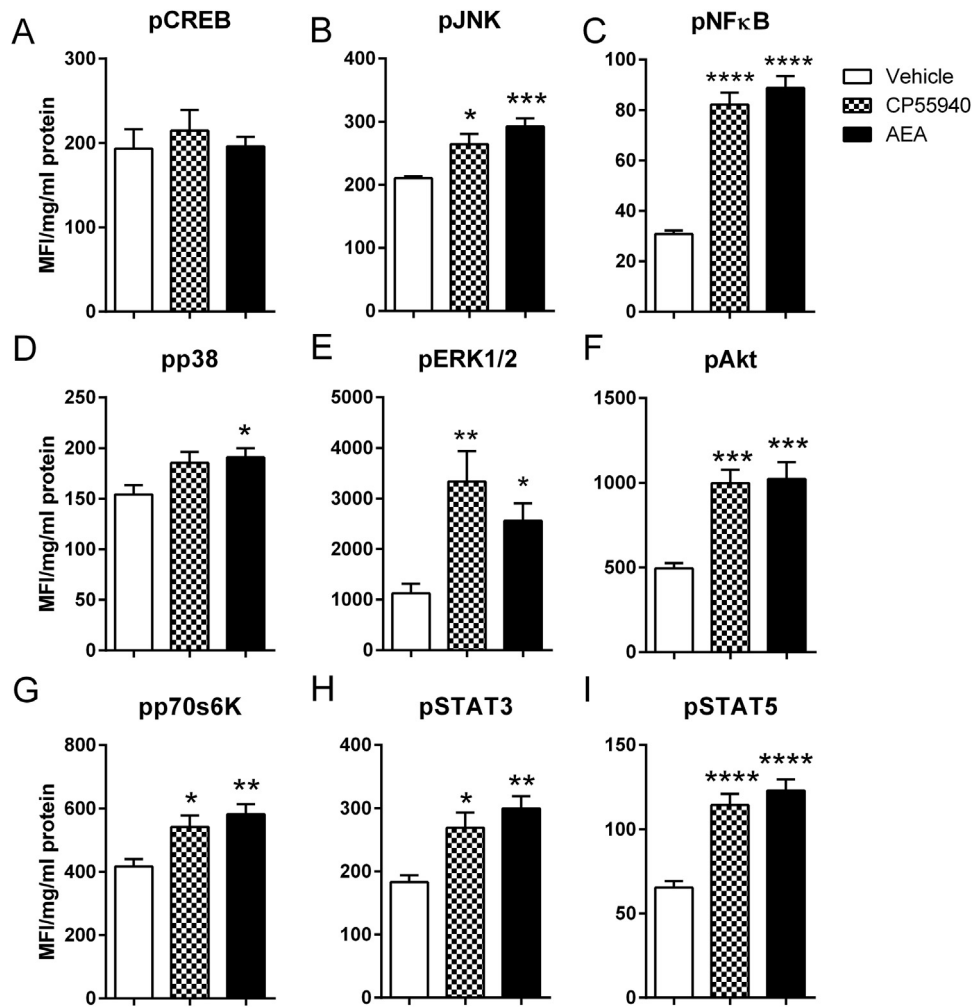 A
pCREB
MFI/mg/ml protein
300
200
100
0
B
pJNK
400
300
200
100
0
*
***
C
pNFκB
100
80
60
40
20
0
****
****
Vehicle
CP55940
AEA
D
pp38
MFI/mg/ml protein
250
200
150
100
50
0
*
E
pERK1/2
5000
4000
3000
2000
1000
0
**
*
F
pAkt
1500
1000
500
0
***
***
G
pp70s6K
MFI/mg/ml protein
800
600
400
200
0
*
**
H
pSTAT3
400
300
200
100
0
*
**
I
pSTAT5
150
100
50
0
****
****